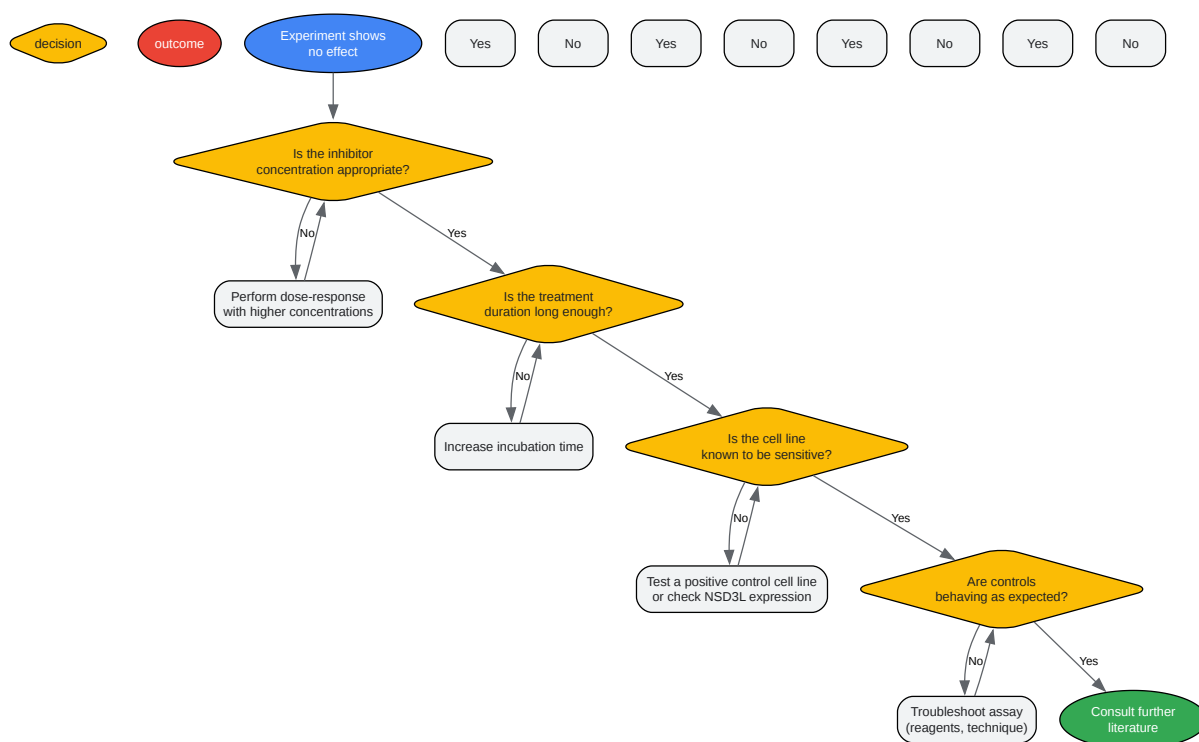 decision
outcome
Experiment shows
no effect
Yes
No
Yes
No
Yes
No
Yes
No
Is the inhibitor
concentration appropriate?
No
Yes
Perform dose-response
with higher concentrations
Is the treatment
duration long enough?
No
Yes
Increase incubation time
Is the cell line
known to be sensitive?
No
Yes
Test a positive control cell line
or check NSD3L expression
Are controls
behaving as expected?
No
Yes
Troubleshoot assay
(reagents, technique)
Consult further
literature